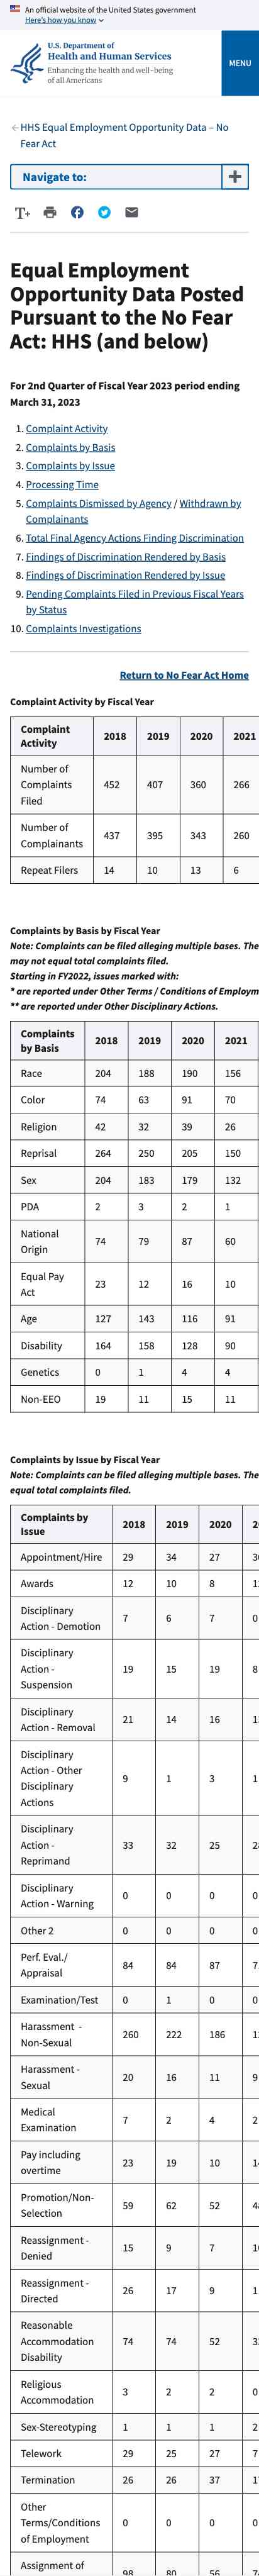 An official website of the United States government
Here's how you know
U.S. Department of
Health and Human Services
Enhancing the health and well-being
of all Americans
MENU
HHS Equal Employment Opportunity Data – No
Fear Act
Navigate to:
T+
Equal Employment
Opportunity Data Posted
Pursuant to the No Fear
Act: HHS (and below)
For 2nd Quarter of Fiscal Year 2023 period ending
March 31, 2023
1. Complaint Activity
2. Complaints by Basis
3. Complaints by Issue
4. Processing Time
5. Complaints Dismissed by Agency / Withdrawn by
Complainants
6. Total Final Agency Actions Finding Discrimination
7. Findings of Discrimination Rendered by Basis
8. Findings of Discrimination Rendered by Issue
9. Pending Complaints Filed in Previous Fiscal Years
by Status
10. Complaints Investigations
Return to No Fear Act Home
Complaint Activity by Fiscal Year
Complaint
Activity 2018 2019 2020 2021
Number of
Complaints
Filed 452 407 360 266
Number of
Complainants 437 395 343 260
Repeat Filers 14 10 13 6
Complaints by Basis by Fiscal Year
Note: Complaints can be filed alleging multiple bases. The
may not equal total complaints filed.
Starting in FY2022, issues marked with:
* are reported under Other Terms / Conditions of Employm
** are reported under Other Disciplinary Actions.
Complaints
by Basis 2018 2019 2020 2021
Race 204 188 190 156
Color 74 63 91 70
Religion 42 32 39 26
Reprisal 264 250 205 150
Sex 204 183 179 132
PDA 2 3 2 1
National
Origin 74 79 87 60
Equal Pay
Act 23 12 16 10
Age 127 143 116 91
Disability 164 158 128 90
Genetics 0 1 4 4
Non-EEO 19 11 15 11
Complaints by Issue by Fiscal Year
Note: Complaints can be filed alleging multiple bases. The
equal total complaints filed.
Complaints by
Issue 2018 2019 2020
Appointment/Hire 29 34 27
Awards 12 10 8
Disciplinary
Action - Demotion 7 6 7 0
Disciplinary
Action -
Suspension 19 15 19 8
Disciplinary
Action - Removal 21 14 16
Disciplinary
Action - Other
Disciplinary
Actions 9 1 3 1
Disciplinary
Action -
Reprimand 33 32 25
Disciplinary
Action - Warning 0 0 0 0
Other 2 0 0 0 0
Perf. Eval./
Appraisal 84 84 87
Examination/Test 0 1 0 0
Harassment -
Non-Sexual 260 222 186
Harassment -
Sexual 20 16 11 9
Medical
Examination 7 2 4 2
Pay including
overtime 23 19 10
Promotion/Non-
Selection 59 62 52
Reassignment -
Denied 15 9 7
Reassignment -
Directed 26 17 9
Reasonable
Accommodation
Disability 74 74 52
Religious
Accommodation 3 2 2 0
Sex-Stereotyping 1 1 1 2
Telework 29 25 27 7
Termination 26 26 37
Other
Terms/Conditions
of Employment 0 0 0 0
Assignment of 98 80 56